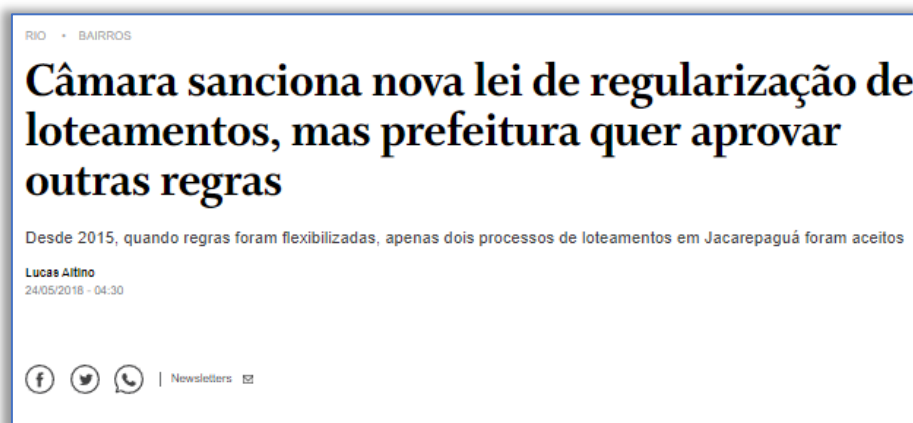 RIO • BAIRROS
Câmara sanciona nova lei de regularização de
loteamentos, mas prefeitura quer aprovar
outras regras
Desde 2015, quando regras foram flexibilizadas, apenas dois processos de loteamentos em Jacarepaguá foram aceitos
Lucas Altino
24/05/2018 - 04:30
| Newsletters